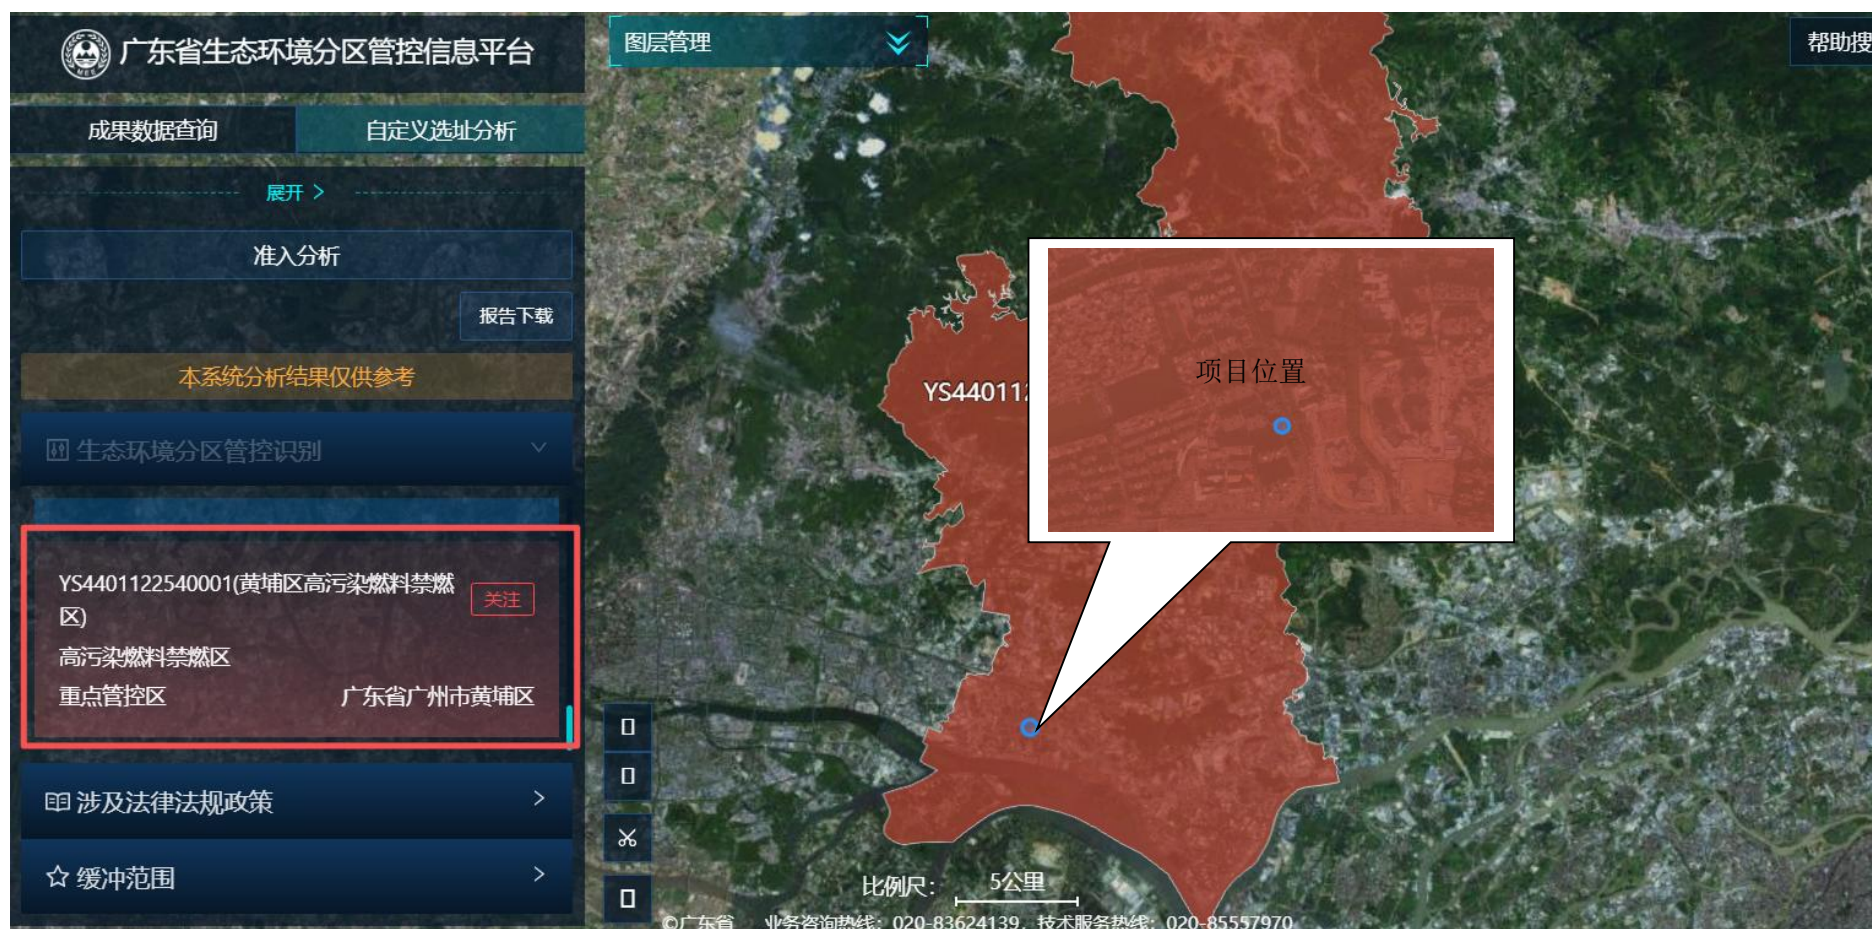 广东省生态环境分区管控信息平台
成果数据查询
自定义选址分析
展开 >
准入分析
报告下载
本系统分析结果仅供参考
生态环境分区管控识别
YS4401122540001(黄埔区高污染燃料禁燃
区)
关注
高污染燃料禁燃区
重点管控区
广东省广州市黄埔区
涉及法律法规政策
缓冲范围
图层管理
帮助搜
YS44011
项目位置
比例尺：
5公里
©广东省 业务咨询热线：020-83624139，技术服务热线：020-85557970